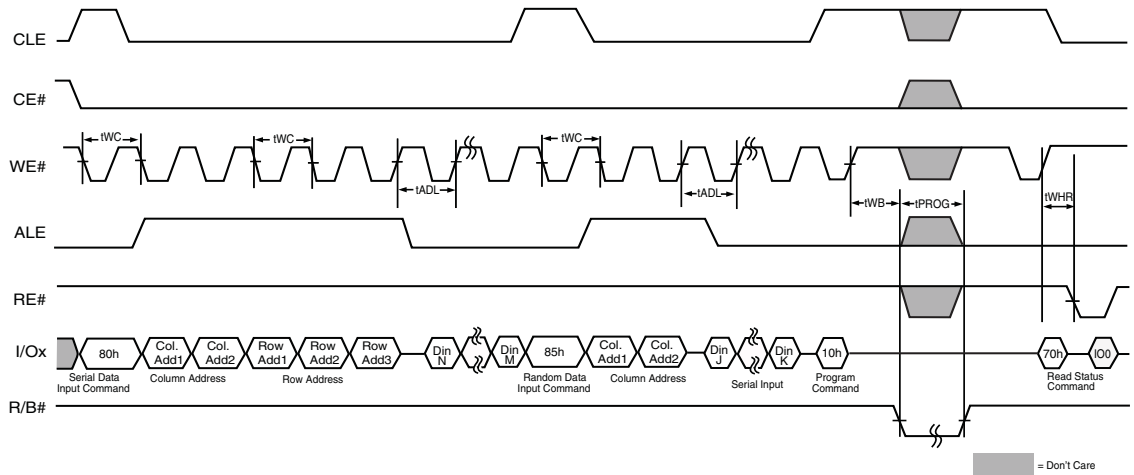 CLE
CE#
tWC
tWC
tWC
WE#
tADL
tADL
tWB
tPROG
tWHR
ALE
RE#
I/Ox
80h
Col. Add1
Col. Add2
Row Add1
Row Add2
Row Add3
Din N
Din M
85h
Col. Add1
Col. Add2
Din J
Din K
10h
70h
IO0
Serial Data Input Command
Column Address
Row Address
Random Data Input Command
Column Address
Serial Input
Program Command
Read Status Command
R/B#
= Don't Care